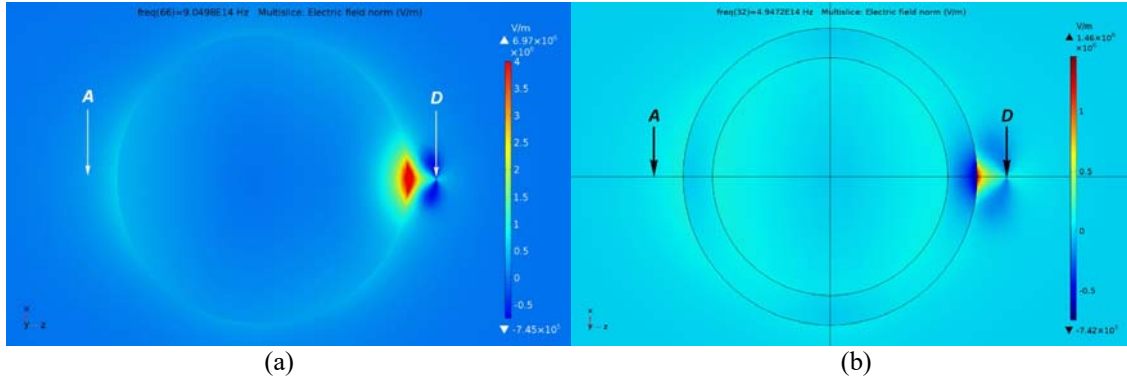 freq(66)=9.0498E14 Hz   Multislice: Electric field norm (V/m)
V/m
▲ 6.97×10⁶
×10⁶
4
3.5
3
2.5
2
1.5
1
0.5
0
-0.5
▼ -7.45×10⁵
A
D
x
y z
(a)
freq(32)=4.9472E14 Hz   Multislice: Electric field norm (V/m)
V/m
▲ 1.46×10⁶
×10⁶
1
0.5
0
-0.5
▼ -7.42×10⁵
A
D
x
y z
(b)